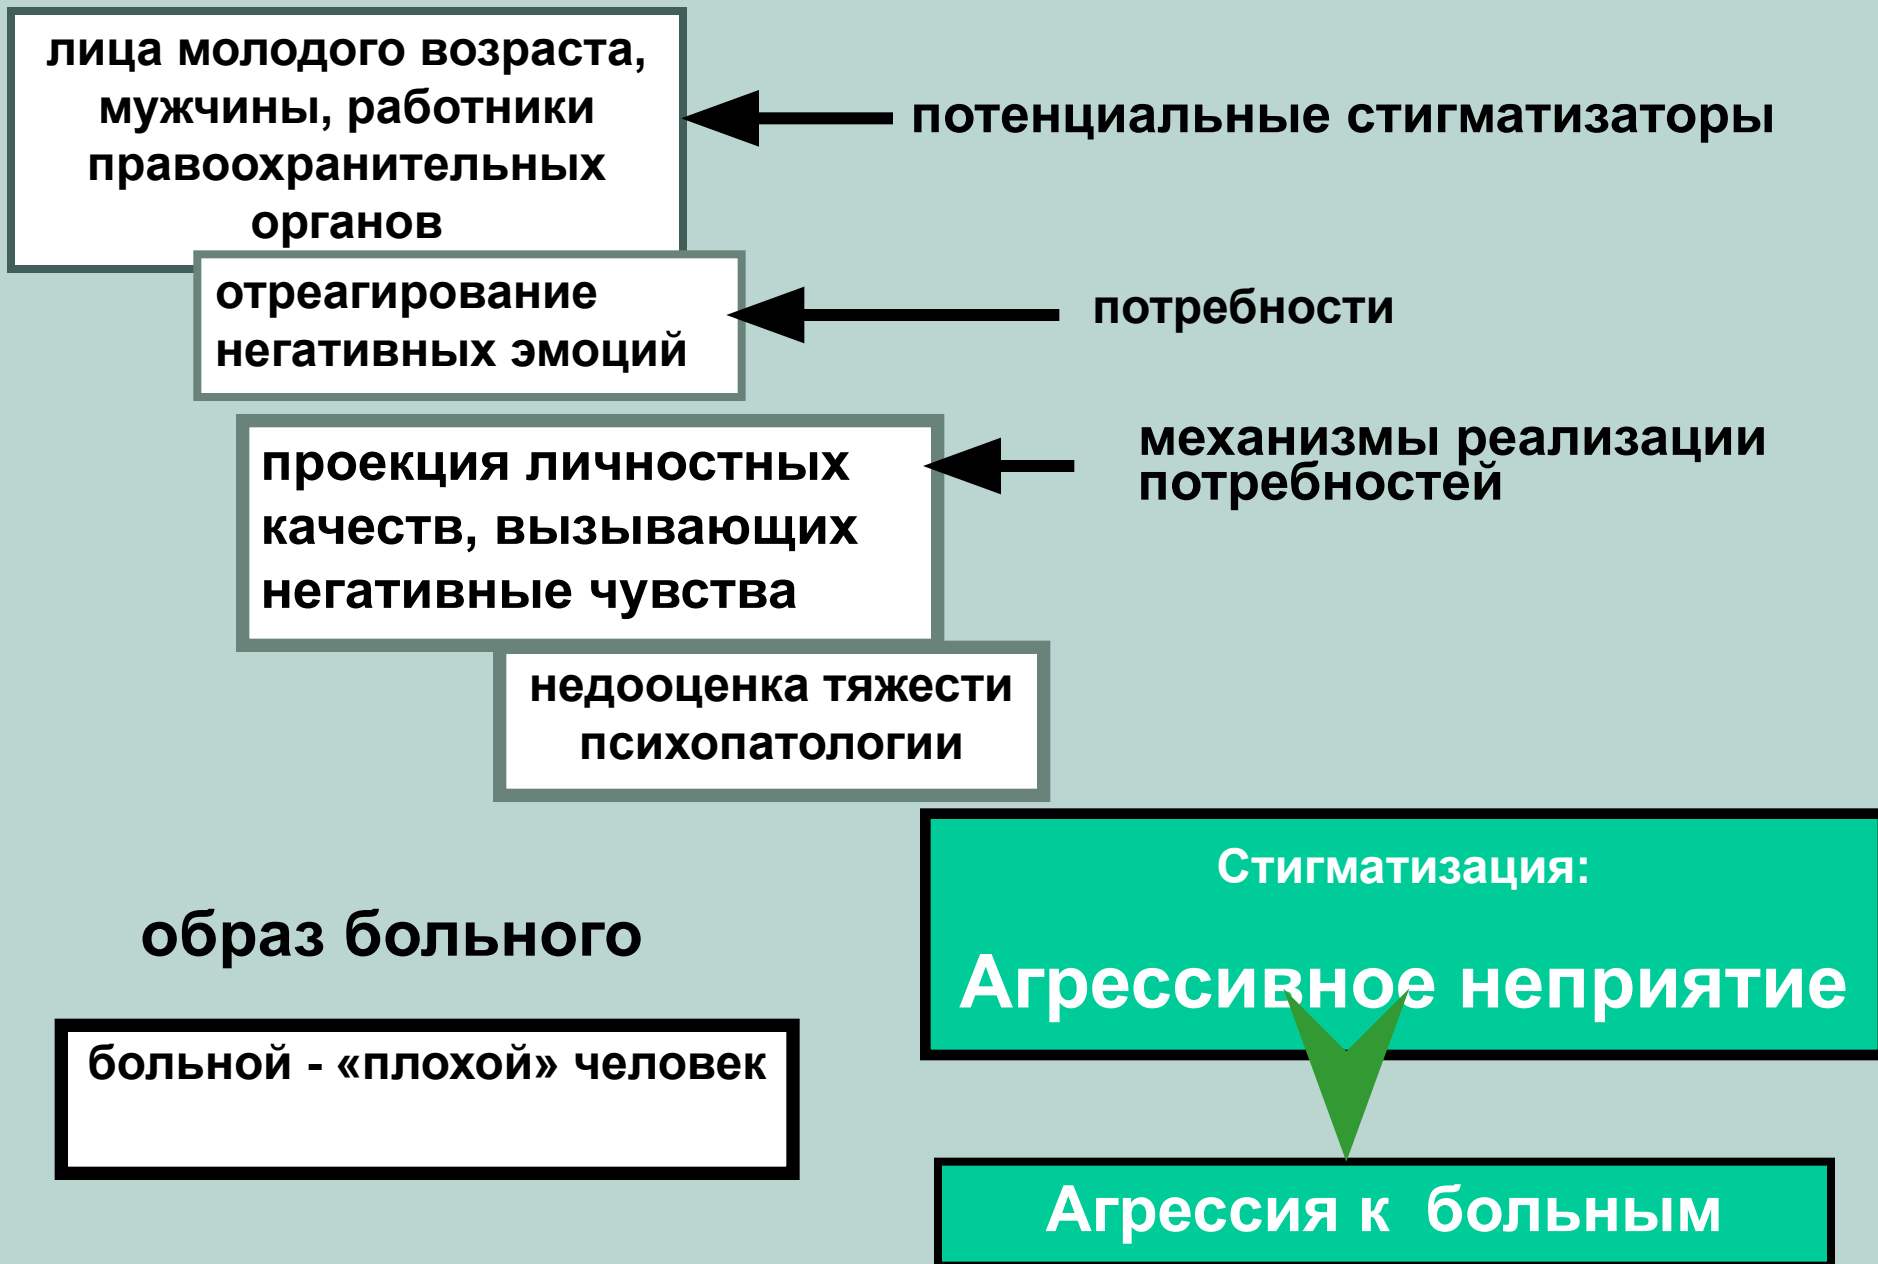 лица молодого возраста,
мужчины, работники
правоохранительных
органов
потенциальные стигматизаторы
отреагирование
негативных эмоций
потребности
проекция личностных
качеств, вызывающих
негативные чувства
механизмы реализации
потребностей
недооценка тяжести
психопатологии
Стигматизация:
Агрессивное неприятие
образ больного
больной - «плохой» человек
Агрессия к больным